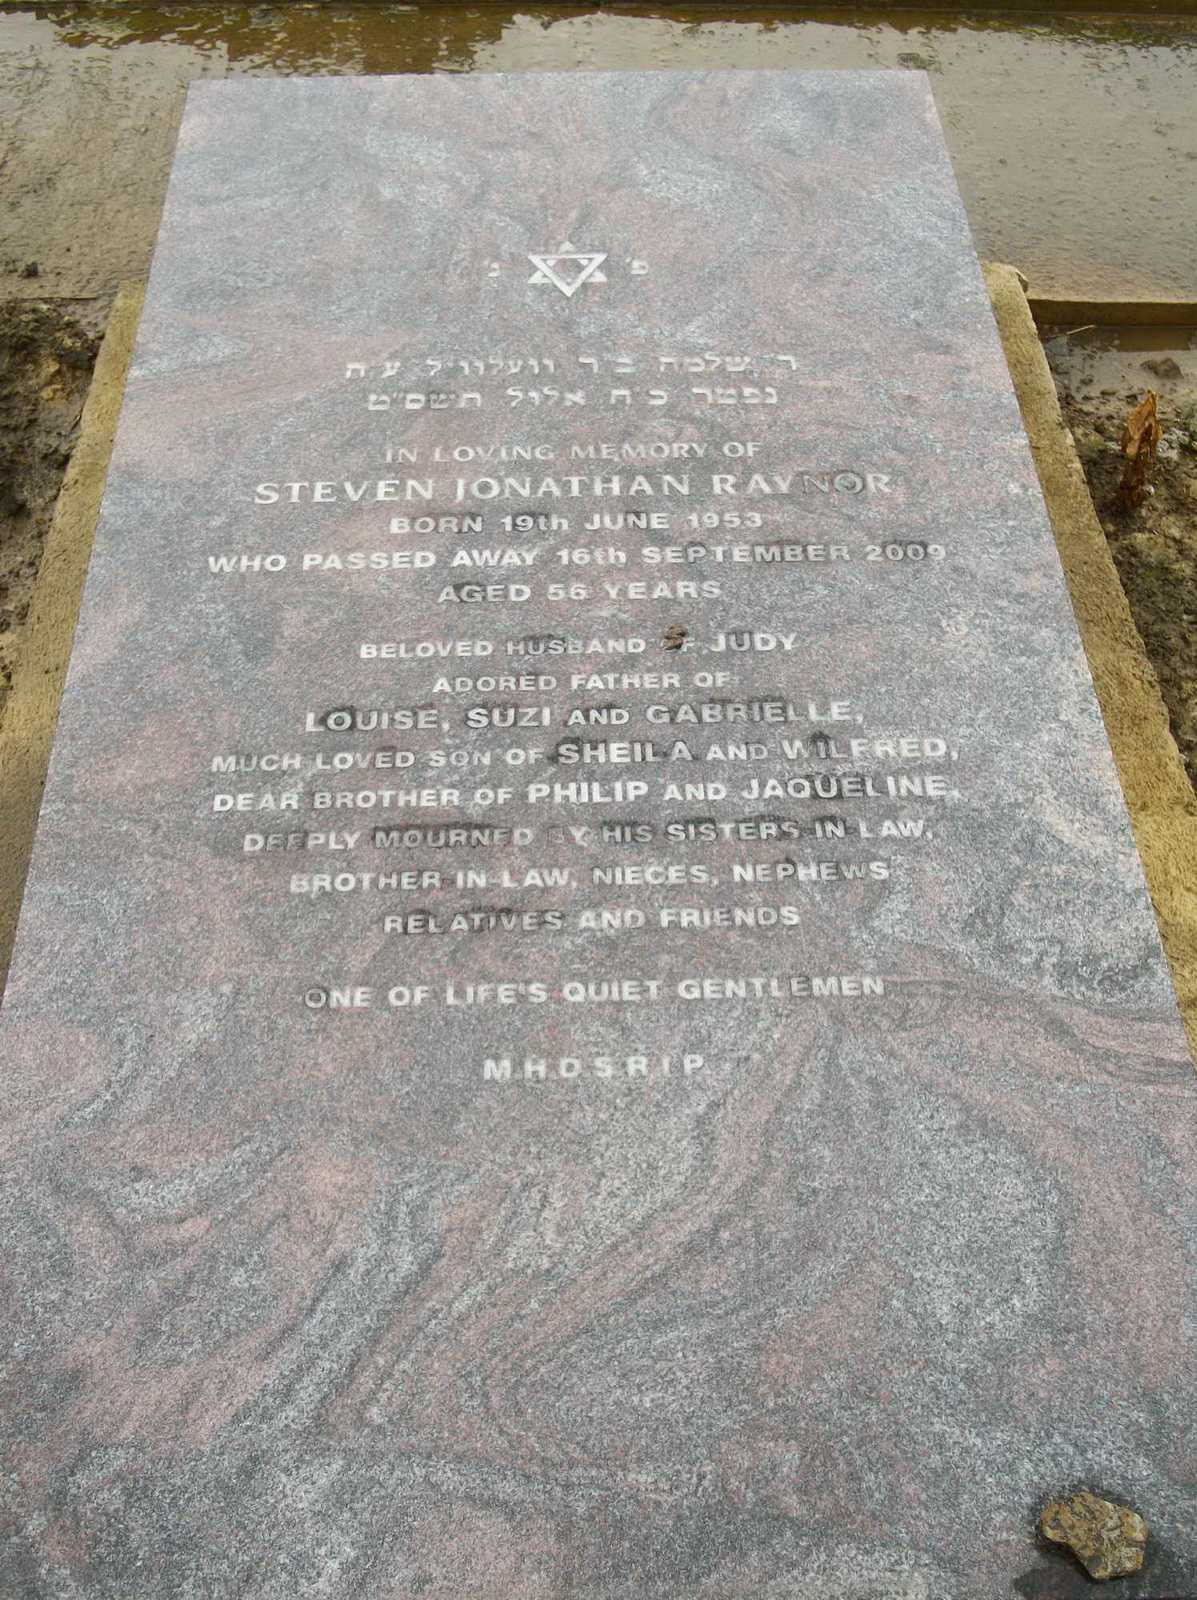 פ' נ'
ר' שלמה ב"ר וועלוויל ע"ה
נפטר כ"ח אלול תשס"ט
IN LOVING MEMORY OF
STEVEN JONATHAN RAYNOR
BORN 19th JUNE 1953
WHO PASSED AWAY 16th SEPTEMBER 2009
AGED 56 YEARS
BELOVED HUSBAND OF JUDY
ADORED FATHER OF
LOUISE, SUZI AND GABRIELLE,
MUCH LOVED SON OF SHEILA AND WILFRED,
DEAR BROTHER OF PHILIP AND JAQUELINE,
DEEPLY MOURNED BY HIS SISTERS IN LAW,
BROTHER-IN-LAW, NIECES, NEPHEWS
RELATIVES AND FRIENDS
ONE OF LIFE'S QUIET GENTLEMEN
M.H.D.S.R.I.P.